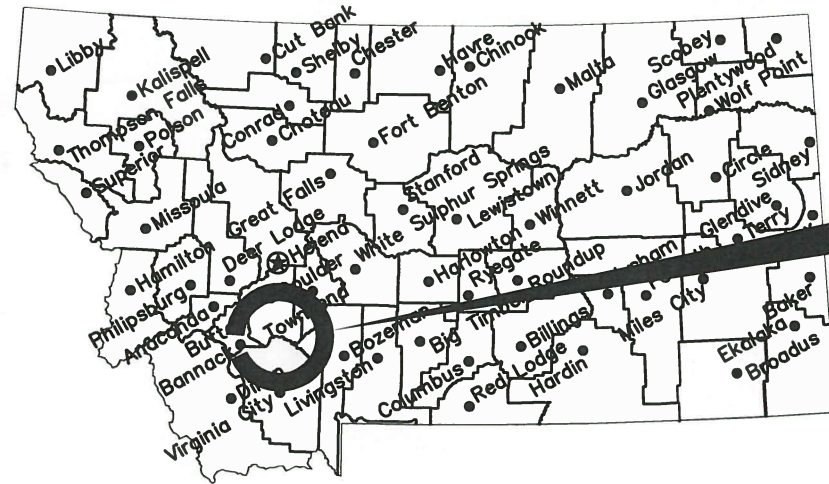 Libby
Kalispell
Cut Bank
Shelby
Chester
Havre
Chinook
Malta
Scobey
Glasgow
Plentywood
Wolf Point
Thompson Falls
Polson
Superior
Conrad
Choteau
Fort Benton
Missoula
Great Falls
Stanford
White Sulphur Springs
Lewistown
Winnett
Jordan
Circle
Sidney
Glendive
Terry
Hamilton
Philipsburg
Deer Lodge
Helena
Anaconda
Harlowton
Ryegate
Roundup
Bannack
Virginia City
Livingston
Bozeman
Big Timber
Columbus
Red Lodge
Billings
Hardin
Miles City
Baker
Ekalaka
Broadus